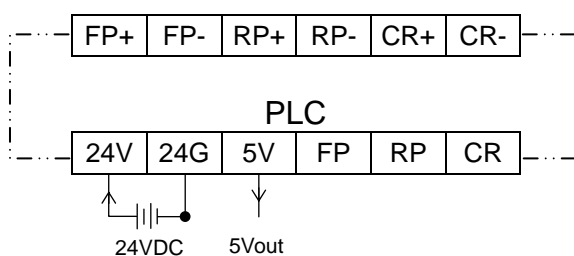 FP+ FP- RP+ RP- CR+ CR-
PLC
24V 24G 5V FP RP CR
24VDC 5Vout